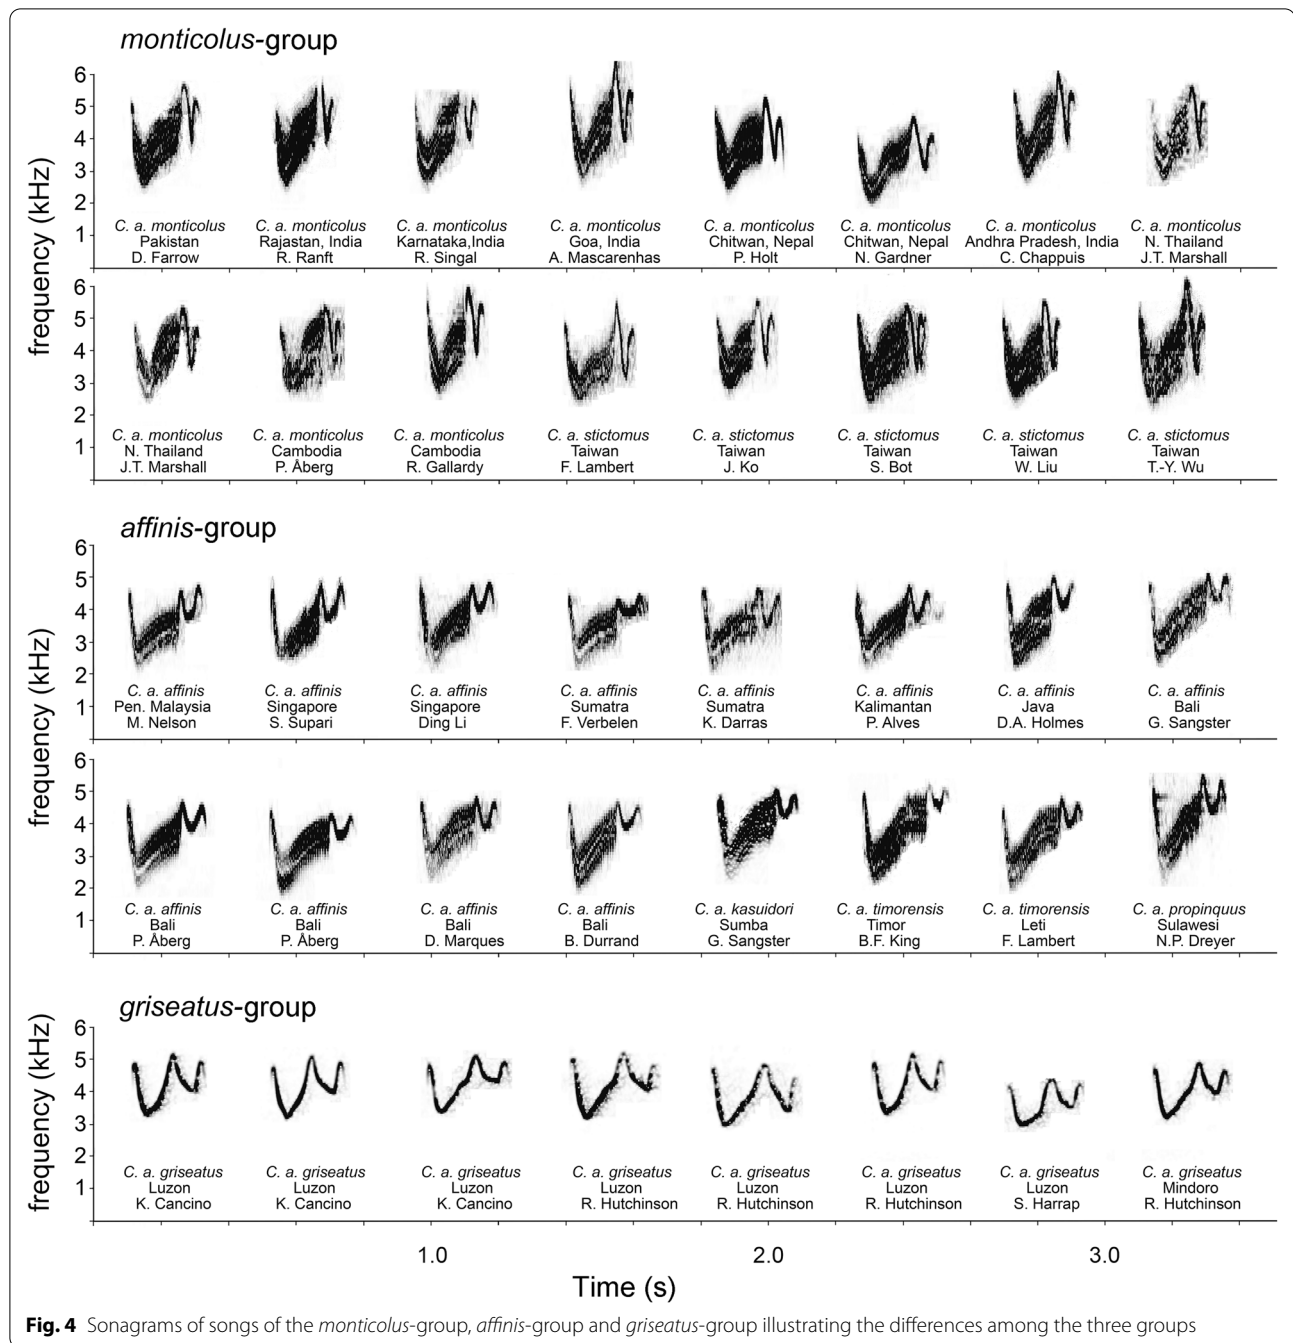 monticolus-group
6
5
4
3
2
1
frequency (kHz)
C. a. monticolus C. a. monticolus C. a. monticolus C. a. monticolus C. a. monticolus C. a. monticolus C. a. monticolus C. a. monticolus
Pakistan Rajastan, India Karnataka,India Goa, India Chitwan, Nepal Chitwan, Nepal Andhra Pradesh, India N. Thailand
D. Farrow R. Ranft R. Singal A. Mascarenhas P. Holt N. Gardner C. Chappuis J.T. Marshall
6
5
4
3
2
1
C. a. monticolus C. a. monticolus C. a. monticolus C. a. stictomus C. a. stictomus C. a. stictomus C. a. stictomus C. a. stictomus
N. Thailand Cambodia Cambodia Taiwan Taiwan Taiwan Taiwan Taiwan
J.T. Marshall P. Åberg R. Gallardy F. Lambert J. Ko S. Bot W. Liu T.-Y. Wu
affinis-group
6
5
4
3
2
1
frequency (kHz)
C. a. affinis C. a. affinis C. a. affinis C. a. affinis C. a. affinis C. a. affinis C. a. affinis C. a. affinis
Pen. Malaysia Singapore Singapore Sumatra Sumatra Kalimantan Java Bali
M. Nelson S. Supari Ding Li F. Verbelen K. Darras P. Alves D.A. Holmes G. Sangster
6
5
4
3
2
1
C. a. affinis C. a. affinis C. a. affinis C. a. affinis C. a. kasuidori C. a. timorensis C. a. timorensis C. a. propinquus
Bali Bali Bali Bali Sumba Timor Leti Sulawesi
P. Åberg P. Åberg D. Marques B. Durrand G. Sangster B.F. King F. Lambert N.P. Dreyer
griseatus-group
6
5
4
3
2
1
frequency (kHz)
C. a. griseatus C. a. griseatus C. a. griseatus C. a. griseatus C. a. griseatus C. a. griseatus C. a. griseatus C. a. griseatus
Luzon Luzon Luzon Luzon Luzon Luzon Luzon Mindoro
K. Cancino K. Cancino K. Cancino R. Hutchinson R. Hutchinson R. Hutchinson S. Harrap R. Hutchinson
1.0 2.0 3.0
Time (s)
Fig. 4 Sonagrams of songs of the monticolus-group, affinis-group and griseatus-group illustrating the differences among the three groups